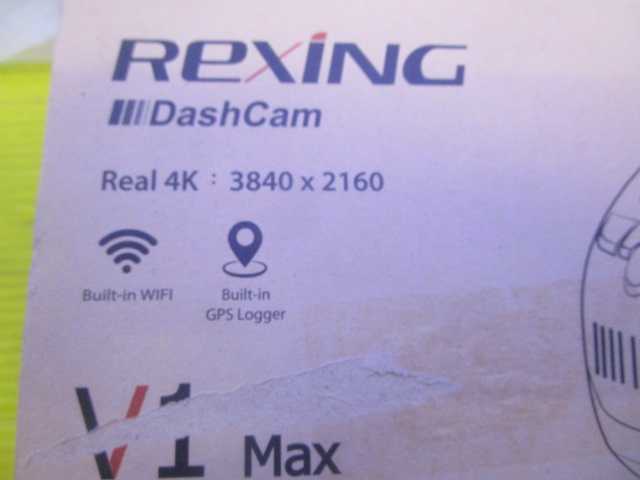 REXING
DashCam
Real 4K : 3840 x 2160
Built-in WIFI
Built-in
GPS Logger
V1 Max